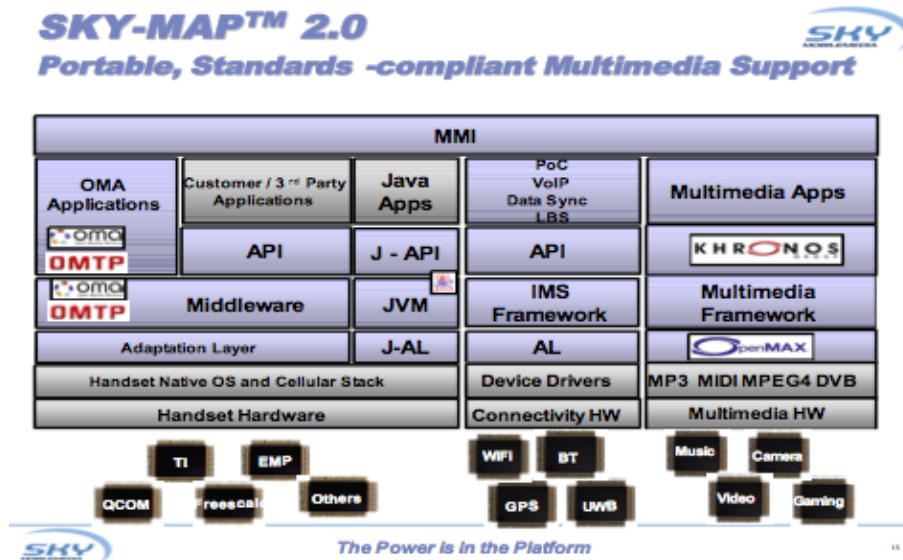 SKY-MAP™ 2.0
SKY
MOBILEMEDIA
Portable, Standards -compliant Multimedia Support
MMI
OMA
Applications
Customer / 3rd Party
Applications
Java
Apps
PoC
VoIP
Data Sync
LBS
Multimedia Apps
oma
OMTP
API
J - API
API
KHRONOS
GROUP
oma
OMTP
Middleware
JVM
IMS
Framework
Multimedia
Framework
Adaptation Layer
J-AL
AL
OpenMAX
Handset Native OS and Cellular Stack
Device Drivers
MP3 MIDI MPEG4 DVB
Handset Hardware
Connectivity HW
Multimedia HW
TI
EMP
WiFi
BT
Music
Camera
QCOM
Freescale
Others
GPS
UWB
Video
Gaming
SKY
The Power is in the Platform